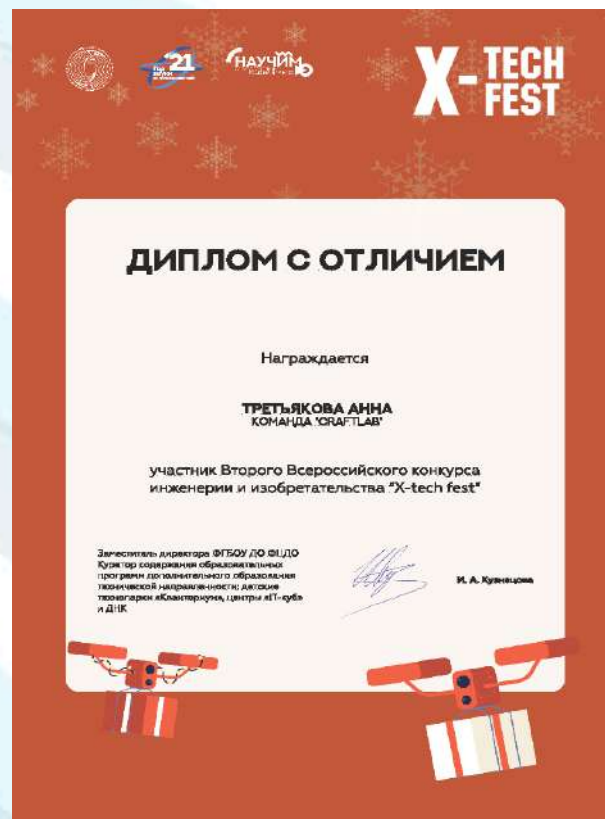 '21
НАУЧИМ
X-TECH
FEST
ДИПЛОМ С ОТЛИЧИЕМ
Награждается
ТРЕТЬЯКОВА АННА
КОМАНДА "CRAFTLAB"
участник Второго Всероссийского конкурса
инженерии и изобретательства "X-tech fest"
Заместитель директора ФГБОУ ДО ФЦДО
Куратор содержания образовательных
программ дополнительного образования
технической направленности: детские
технопарки «Кванториум», центры «IT-куб»
и ДНК
И. А. Кузнецова